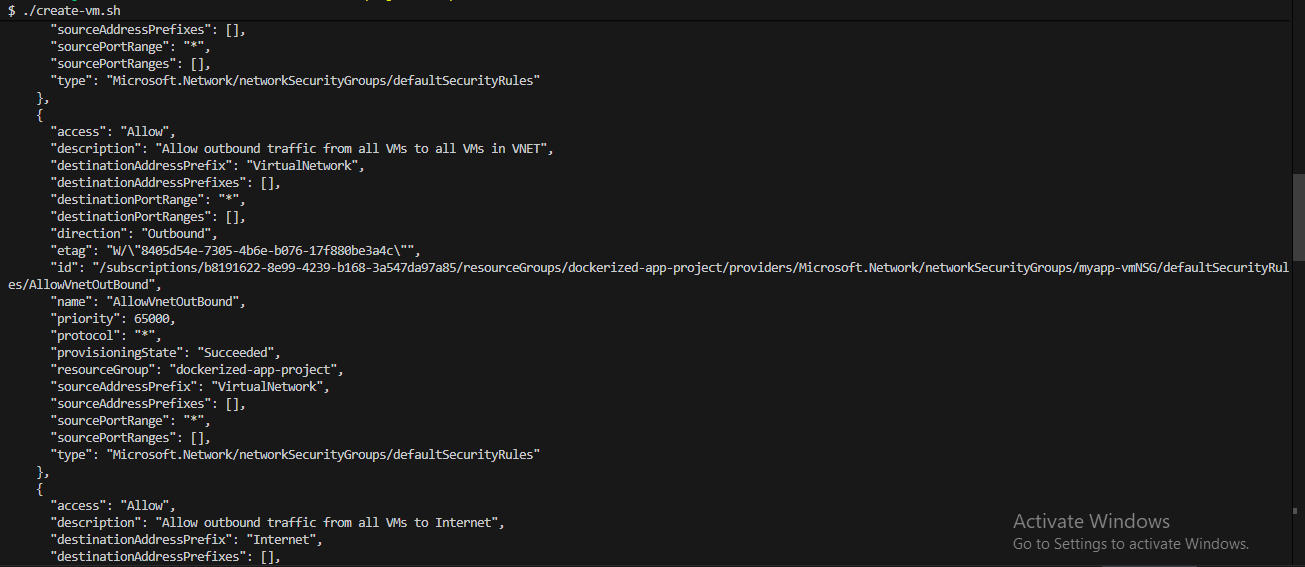 $ ./create-vm.sh
"sourceAddressPrefixes": [],
"sourcePortRange": "*",
"sourcePortRanges": [],
"type": "Microsoft.Network/networkSecurityGroups/defaultSecurityRules"
},
{
"access": "Allow",
"description": "Allow outbound traffic from all VMs to all VMs in VNET",
"destinationAddressPrefix": "VirtualNetwork",
"destinationAddressPrefixes": [],
"destinationPortRange": "*",
"destinationPortRanges": [],
"direction": "Outbound",
"etag": "W/\"8405d54e-7305-4b6e-b076-17f880be3a4c\"",
"id": "/subscriptions/b8191622-8e99-4239-b168-3a547da97a85/resourceGroups/dockerized-app-project/providers/Microsoft.Network/networkSecurityGroups/myapp-vmNSG/defaultSecurityRul
es/AllowVnetOutBound",
"name": "AllowVnetOutBound",
"priority": 65000,
"protocol": "*",
"provisioningState": "Succeeded",
"resourceGroup": "dockerized-app-project",
"sourceAddressPrefix": "VirtualNetwork",
"sourceAddressPrefixes": [],
"sourcePortRange": "*",
"sourcePortRanges": [],
"type": "Microsoft.Network/networkSecurityGroups/defaultSecurityRules"
},
{
"access": "Allow",
"description": "Allow outbound traffic from all VMs to Internet",
"destinationAddressPrefix": "Internet",
"destinationAddressPrefixes": [],
Activate Windows
Go to Settings to activate Windows.